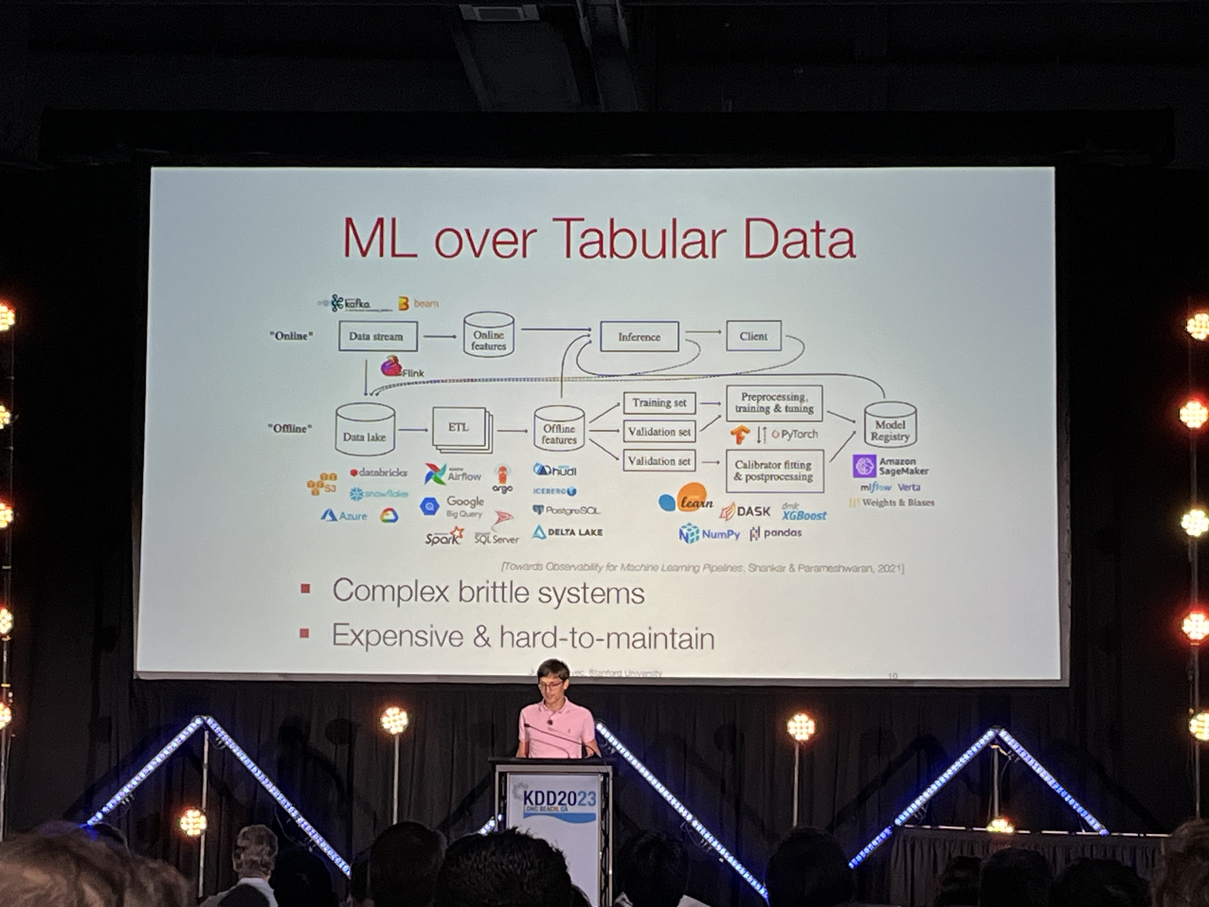 ML over Tabular Data
kafka
beam
"Online"
Data stream
Online
features
Inference
Client
Flink
"Offline"
Data lake
ETL
Offline
features
Training set
Validation set
Validation set
Preprocessing,
training & tuning
PyTorch
Calibrator fitting
& postprocessing
Model
Registry
S3
databricks
snowflake
Azure
Airflow
argo
Google
Big Query
Spark
SQL Server
hudi
ICEBERG
PostgreSQL
DELTA LAKE
learn
DASK
dmlc
XGBoost
NumPy
pandas
Amazon
SageMaker
mlflow Verta
Weights & Biases
[Towards Observability for Machine Learning Pipelines, Shankar & Parameshwaran, 2021]
Complex brittle systems
Expensive & hard-to-maintain
Stanford University
10
KDD2023
LONG BEACH, CA